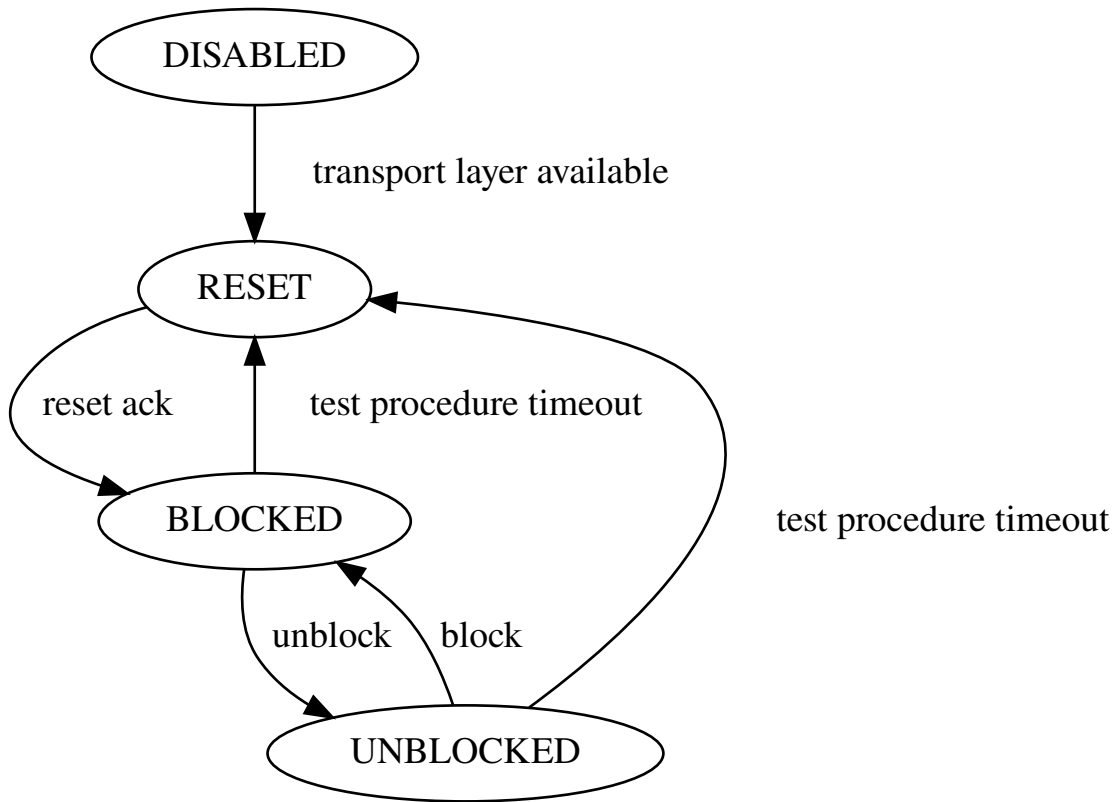 DISABLED
transport layer available
RESET
reset ack
test procedure timeout
BLOCKED
test procedure timeout
unblock
block
UNBLOCKED